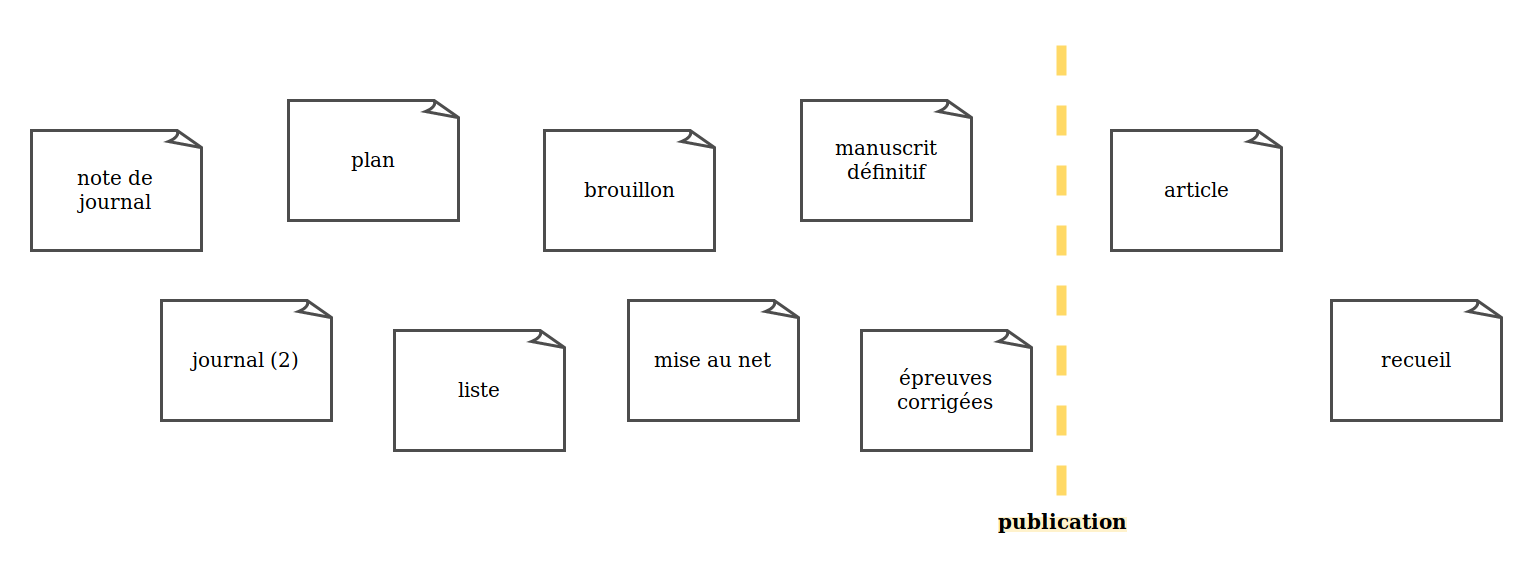 note de
journal
plan
brouillon
manuscrit
définitif
article
journal (2)
liste
mise au net
épreuves
corrigées
recueil
publication